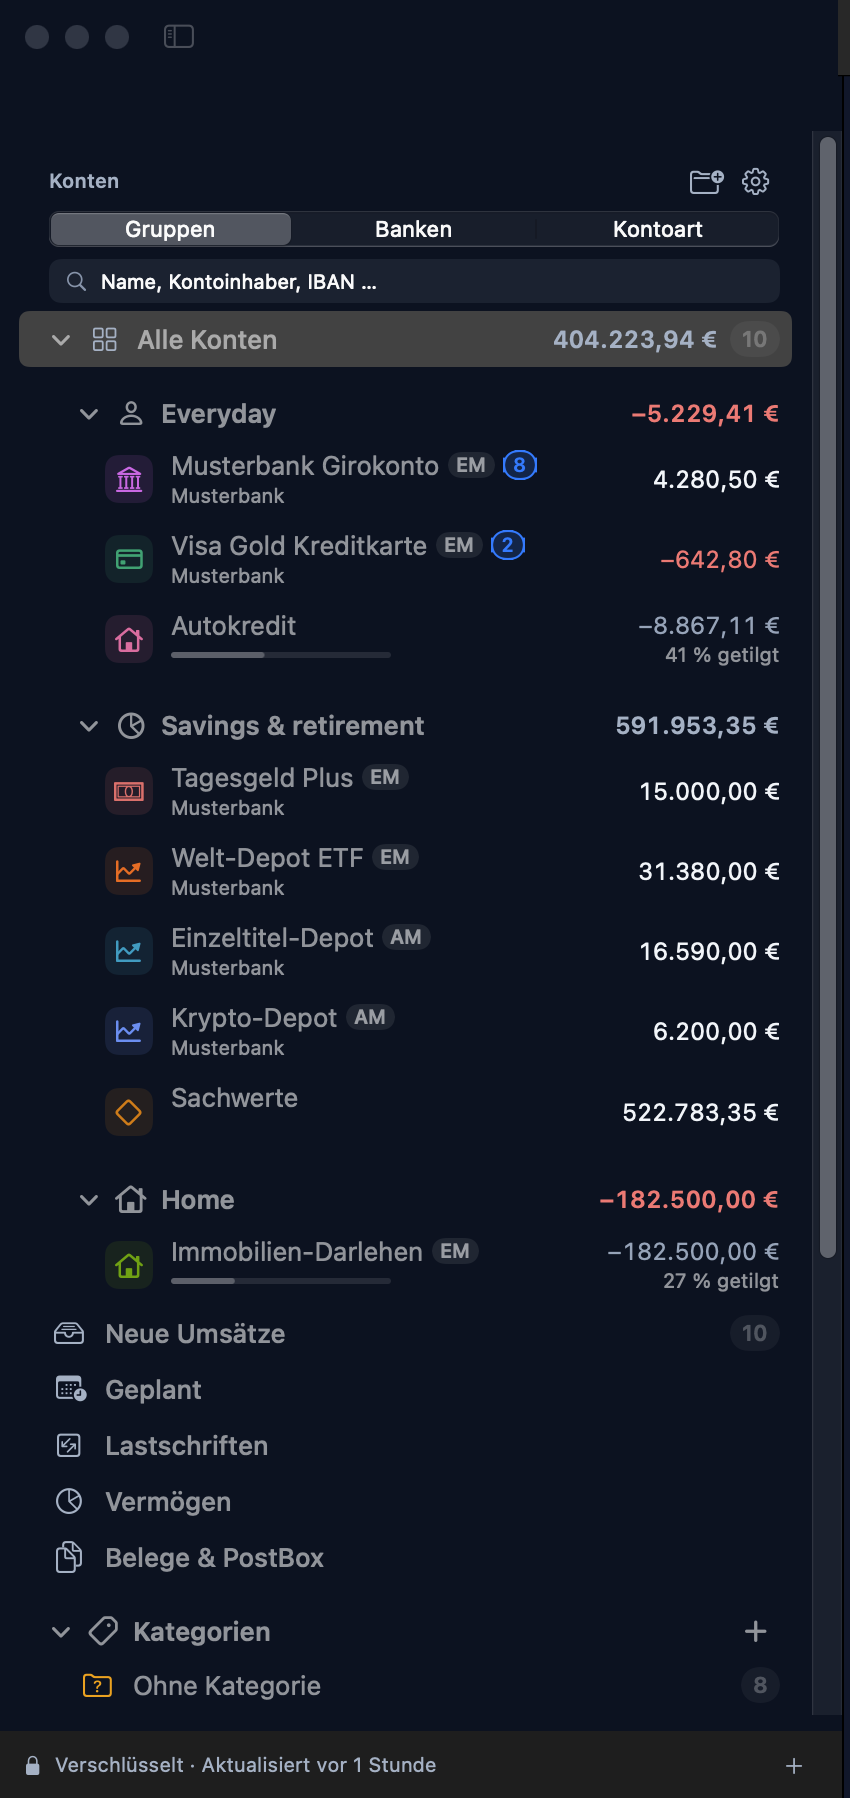 Konten
Gruppen Banken Kontoart
Name, Kontoinhaber, IBAN ...
Alle Konten 404.223,94 € 10
Everyday −5.229,41 €
Musterbank Girokonto EM 8
Musterbank 4.280,50 €
Visa Gold Kreditkarte EM 2
Musterbank −642,80 €
Autokredit −8.867,11 €
41 % getilgt
Savings & retirement 591.953,35 €
Tagesgeld Plus EM
Musterbank 15.000,00 €
Welt-Depot ETF EM
Musterbank 31.380,00 €
Einzeltitel-Depot AM
Musterbank 16.590,00 €
Krypto-Depot AM
Musterbank 6.200,00 €
Sachwerte 522.783,35 €
Home −182.500,00 €
Immobilien-Darlehen EM −182.500,00 €
27 % getilgt
Neue Umsätze 10
Geplant
Lastschriften
Vermögen
Belege & PostBox
Kategorien
Ohne Kategorie 8
Verschlüsselt · Aktualisiert vor 1 Stunde